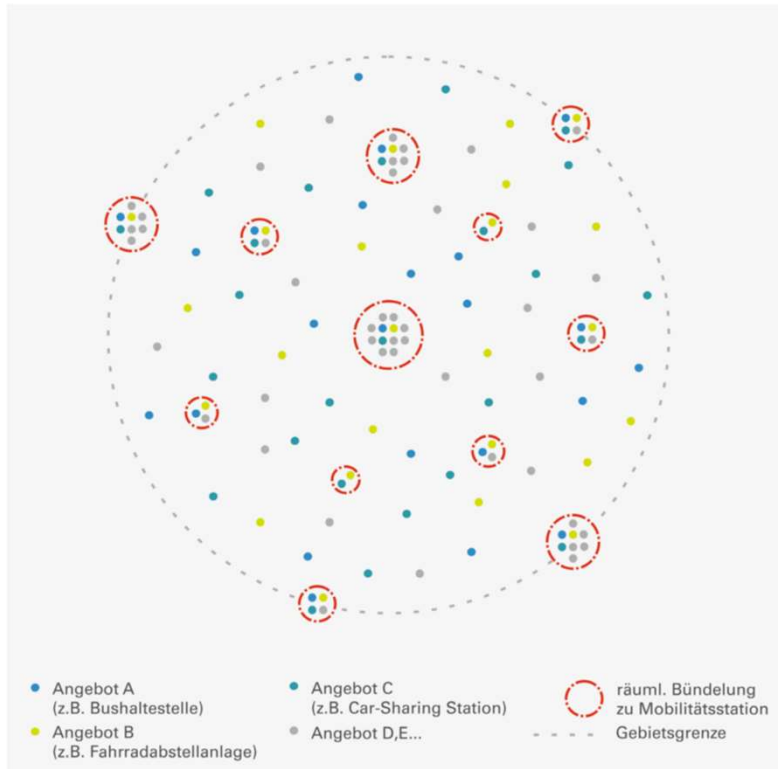 Angebot A
(z.B. Bushaltestelle)
Angebot B
(z.B. Fahrradabstellanlage)
Angebot C
(z.B. Car-Sharing Station)
Angebot D,E...
räuml. Bündelung
zu Mobilitätsstation
Gebietsgrenze